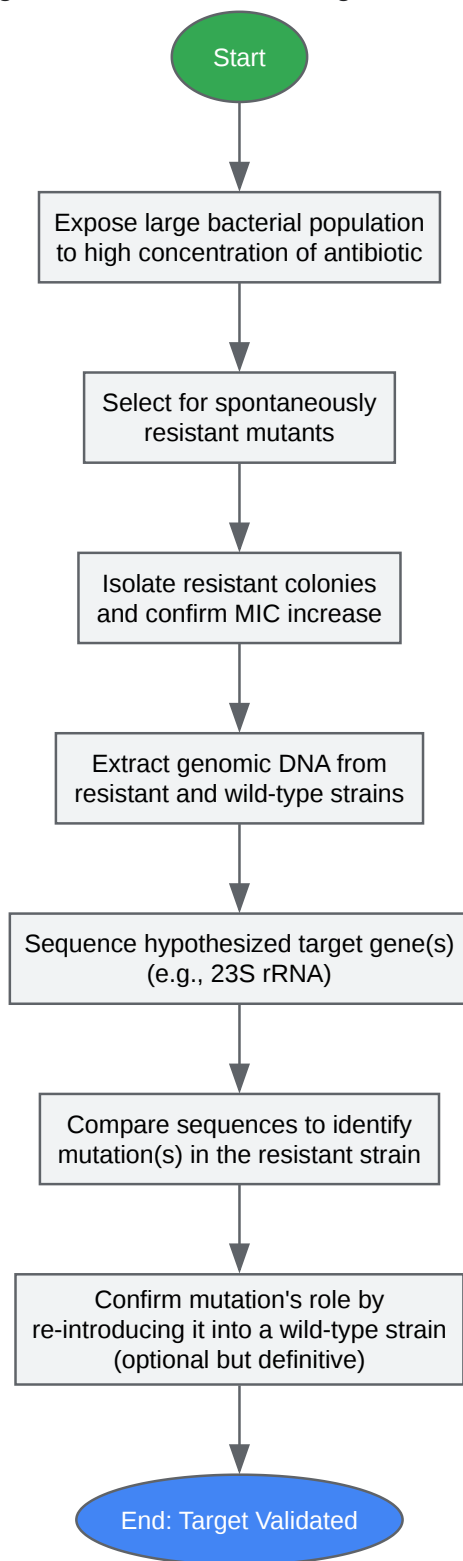 Start
Expose large bacterial population
to high concentration of antibiotic
Select for spontaneously
resistant mutants
Isolate resistant colonies
and confirm MIC increase
Extract genomic DNA from
resistant and wild-type strains
Sequence hypothesized target gene(s)
(e.g., 23S rRNA)
Compare sequences to identify
mutation(s) in the resistant strain
Confirm mutation's role by
re-introducing it into a wild-type strain
(optional but definitive)
End: Target Validated